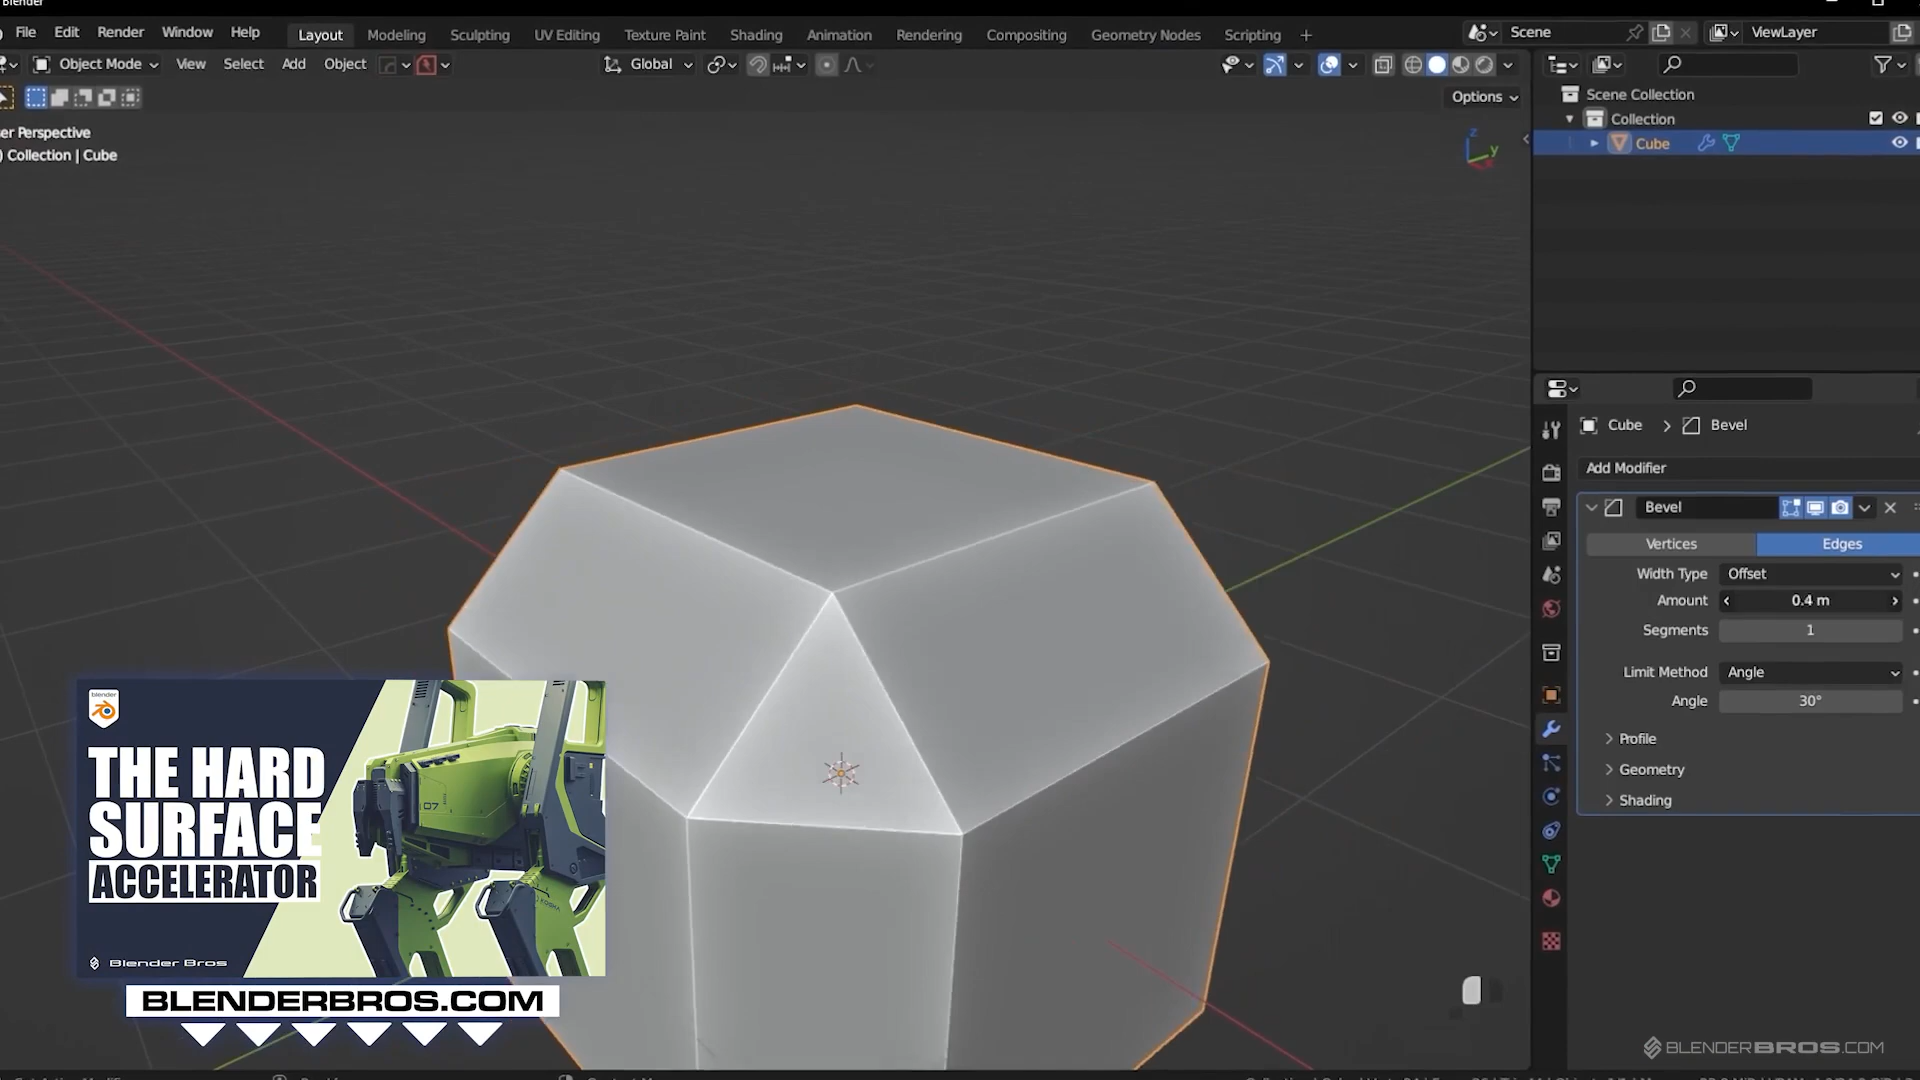 Blender
File Edit Render Window Help Layout Modeling Sculpting UV Editing Texture Paint Shading Animation Rendering Compositing Geometry Nodes Scripting + Scene ViewLayer
Object Mode View Select Add Object Global
Options
er Perspective
) Collection | Cube
Z
Y
Scene Collection
Collection
Cube
Cube > Bevel
Add Modifier
Bevel
Vertices Edges
Width Type Offset
Amount 0.4 m
Segments 1
Limit Method Angle
Angle 30°
Profile
Geometry
Shading
blender
THE HARD
SURFACE
ACCELERATOR
07
Blender Bros
BLENDERBROS.COM
BLENDERBROS.COM